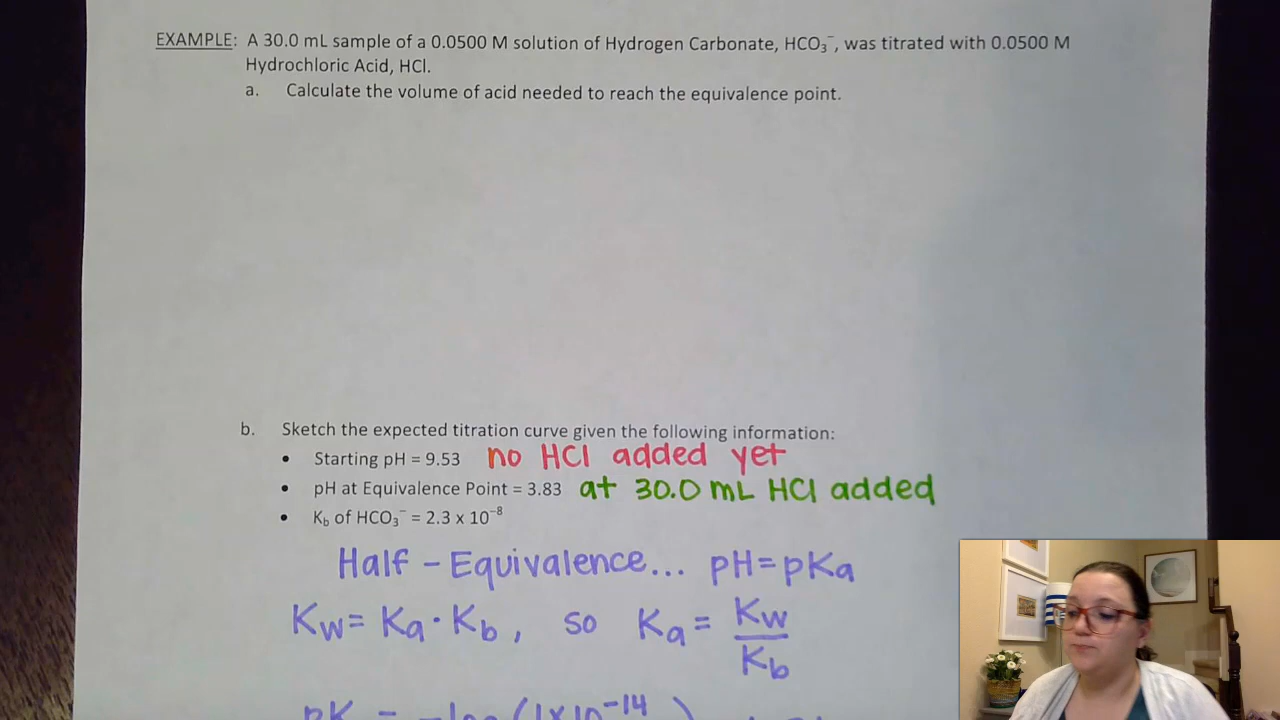 EXAMPLE: A 30.0 mL sample of a 0.0500 M solution of Hydrogen Carbonate, HCO₃⁻, was titrated with 0.0500 M
Hydrochloric Acid, HCl.
a. Calculate the volume of acid needed to reach the equivalence point.
b. Sketch the expected titration curve given the following information:
• Starting pH = 9.53 no HCl added yet
• pH at Equivalence Point = 3.83 at 30.0 mL HCl added
• K_b of HCO₃⁻ = 2.3 x 10⁻⁸
Half-Equivalence... pH=pKa
Kw= Ka·Kb, so Ka= Kw/Kb